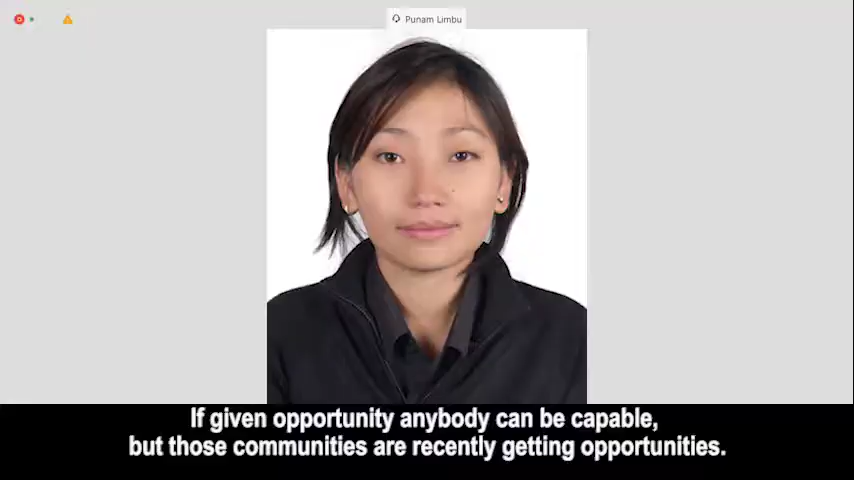 Punam Limbu
If given opportunity anybody can be capable,
but those communities are recently getting opportunities.